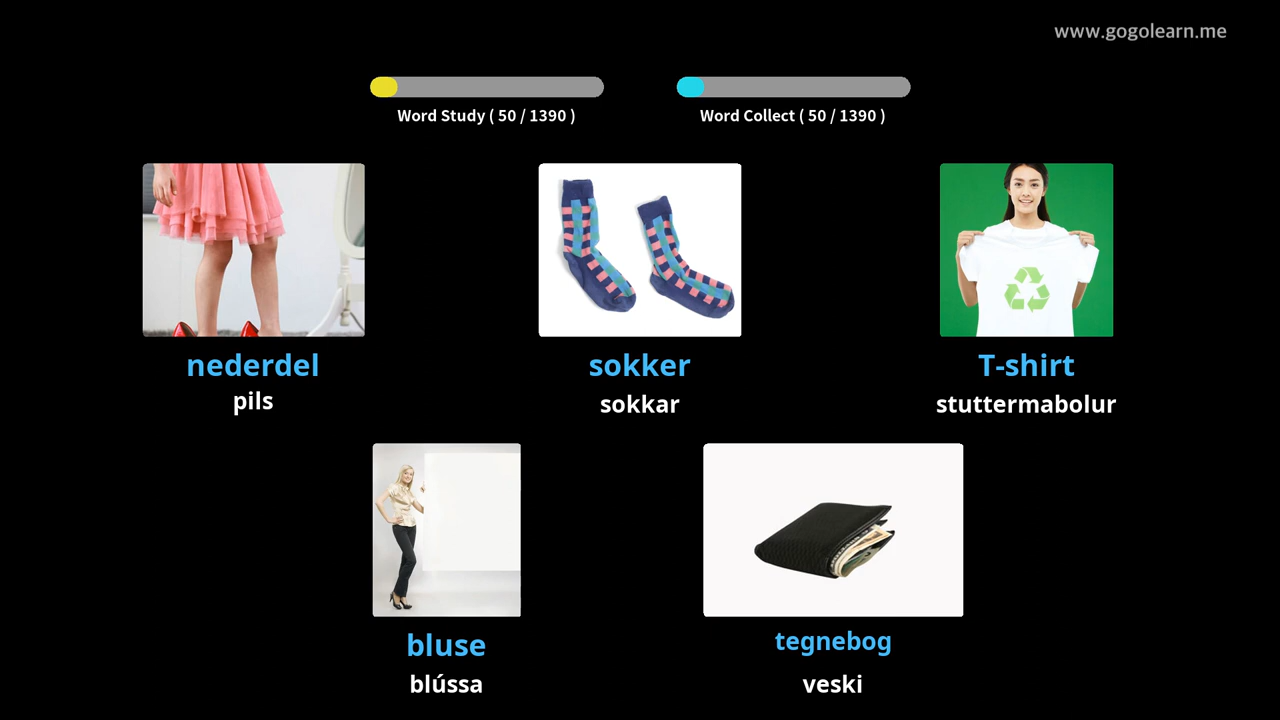 www.gogolearn.me
Word Study ( 50 / 1390 )
Word Collect ( 50 / 1390 )
nederdel
pils
sokker
sokkar
T-shirt
stuttermabolur
bluse
blússa
tegnebog
veski